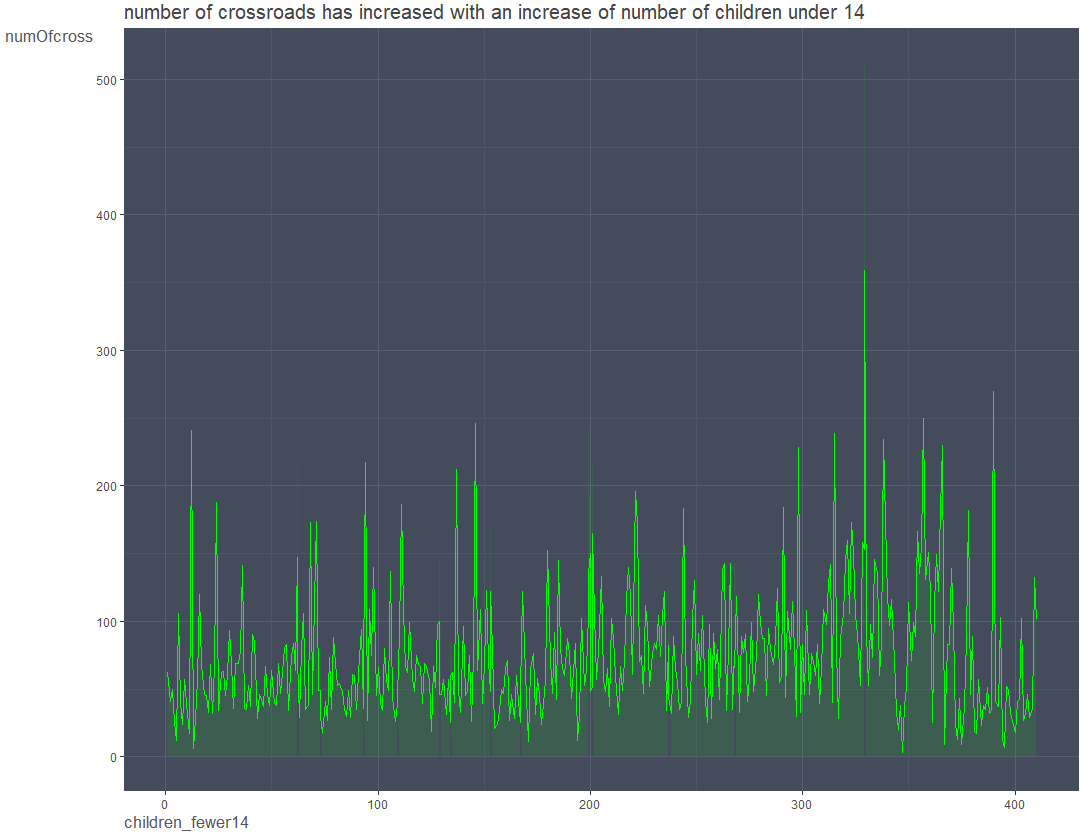 number of crossroads has increased with an increase of number of children under 14
numOfcross
500
400
300
200
100
0
0 100 200 300 400
children_fewer14